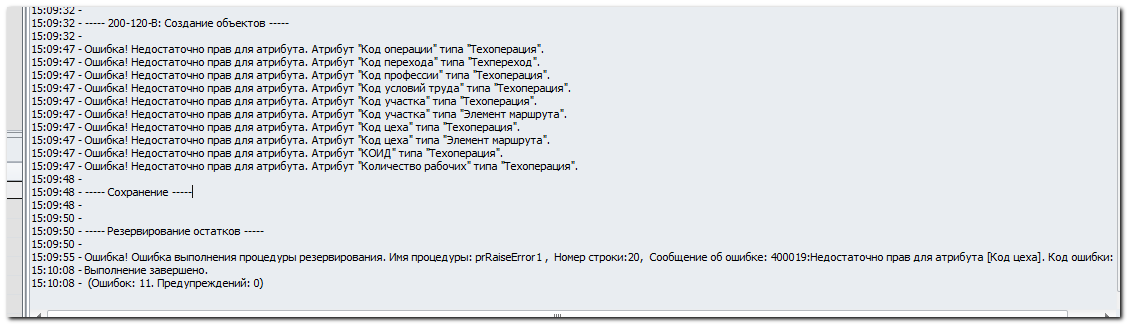 15:09:32 -
15:09:32 - ----- 200-120-В: Создание объектов -----
15:09:32 -
15:09:47 - Ошибка! Недостаточно прав для атрибута. Атрибут "Код операции" типа "Техоперация".
15:09:47 - Ошибка! Недостаточно прав для атрибута. Атрибут "Код перехода" типа "Техпереход".
15:09:47 - Ошибка! Недостаточно прав для атрибута. Атрибут "Код профессии" типа "Техоперация".
15:09:47 - Ошибка! Недостаточно прав для атрибута. Атрибут "Код условий труда" типа "Техоперация".
15:09:47 - Ошибка! Недостаточно прав для атрибута. Атрибут "Код участка" типа "Техоперация".
15:09:47 - Ошибка! Недостаточно прав для атрибута. Атрибут "Код участка" типа "Элемент маршрута".
15:09:47 - Ошибка! Недостаточно прав для атрибута. Атрибут "Код цеха" типа "Техоперация".
15:09:47 - Ошибка! Недостаточно прав для атрибута. Атрибут "Код цеха" типа "Элемент маршрута".
15:09:47 - Ошибка! Недостаточно прав для атрибута. Атрибут "КОИД" типа "Техоперация".
15:09:47 - Ошибка! Недостаточно прав для атрибута. Атрибут "Количество рабочих" типа "Техоперация".
15:09:48 -
15:09:48 - ----- Сохранение -----
15:09:48 -
15:09:50 -
15:09:50 - ----- Резервирование остатков -----
15:09:50 -
15:09:55 - Ошибка! Ошибка выполнения процедуры резервирования. Имя процедуры: prRaiseError1 , Номер строки:20, Сообщение об ошибке: 400019:Недостаточно прав для атрибута [Код цеха]. Код ошибки:
15:10:08 - Выполнение завершено.
15:10:08 - (Ошибок: 11. Предупреждений: 0)